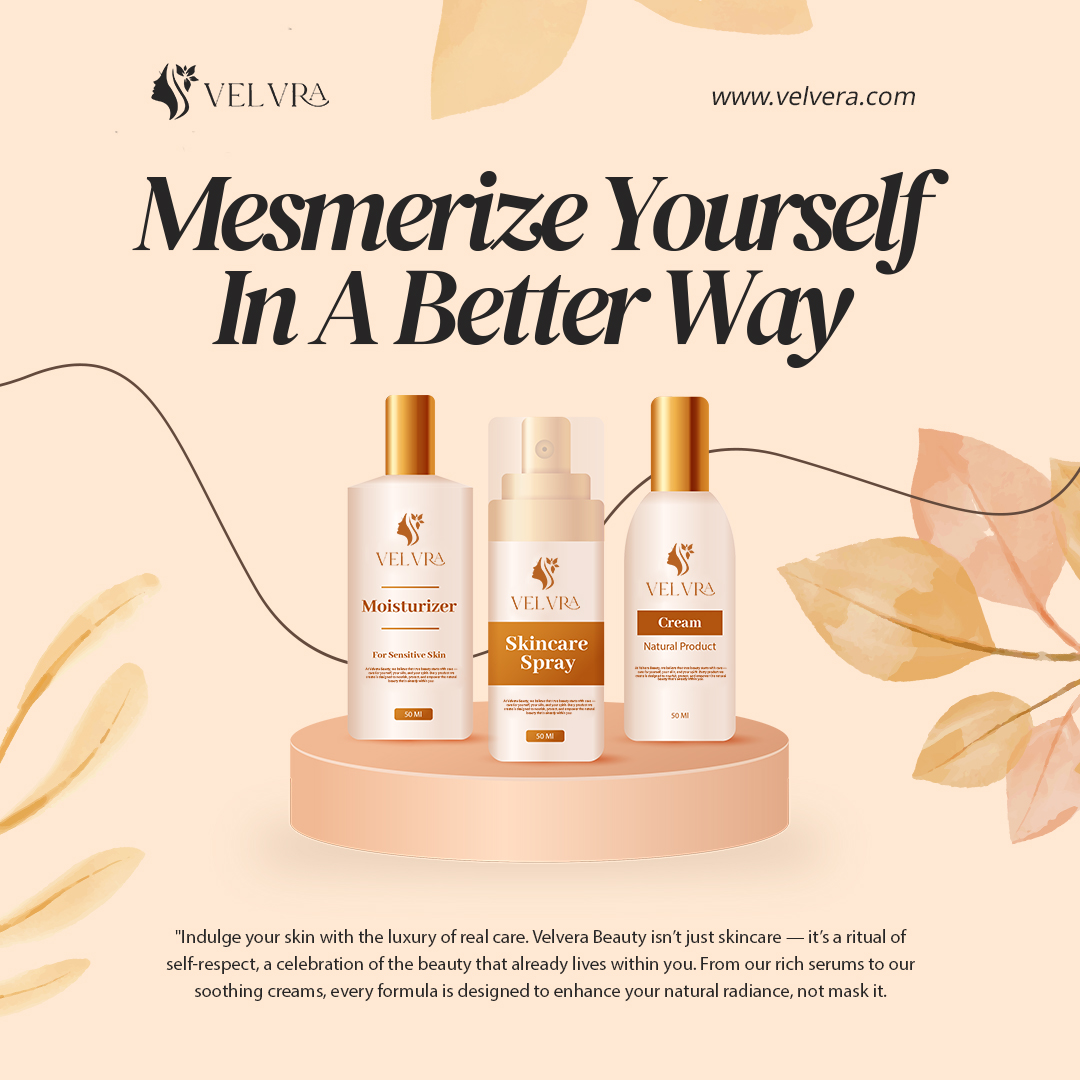 VELVRA
www.velvera.com
Mesmerize Yourself
In A Better Way
VELVRA
Moisturizer
For Sensitive Skin
50 Ml
VELVRA
Skincare
Spray
50 Ml
VELVRA
Cream
Natural Product
50 Ml
"Indulge your skin with the luxury of real care. Velvera Beauty isn’t just skincare — it’s a ritual of
self-respect, a celebration of the beauty that already lives within you. From our rich serums to our
soothing creams, every formula is designed to enhance your natural radiance, not mask it.